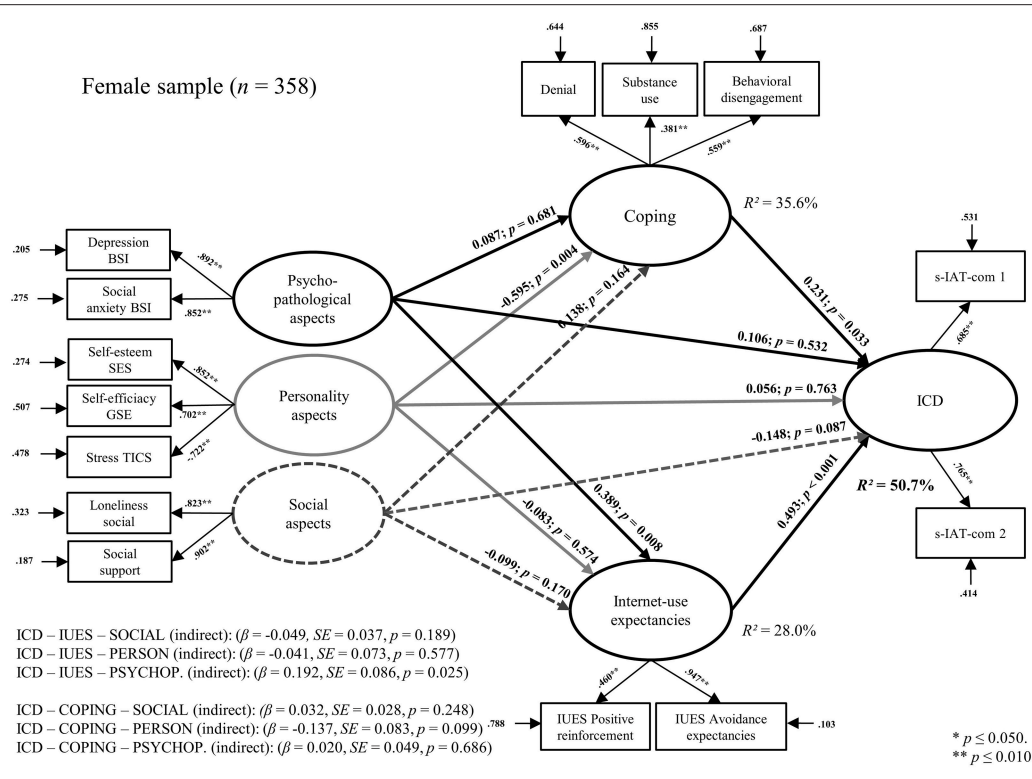 .644
.855
.687
Female sample (n = 358)
Denial
Substance
use
Behavioral
disengagement
.596**
.381**
.559**
Coping
R² = 35.6%
.205
Depression
BSI
.892**
.275
Social
anxiety BSI
.852**
Psycho-
pathological
aspects
0.087; p = 0.681
-0.595; p = 0.004
0.138; p = 0.164
0.231; p = 0.033
0.106; p = 0.532
.531
s-IAT-com 1
.685**
.274
Self-esteem
SES
.852**
.507
Self-efficiacy
GSE
.702**
.478
Stress TICS
-.722**
Personality
aspects
0.056; p = 0.763
ICD
-0.148; p = 0.087
R² = 50.7%
.765**
s-IAT-com 2
.414
.323
Loneliness
social
.823**
.187
Social
support
.902**
Social
aspects
0.389; p = 0.008
-0.083; p = 0.574
-0.099; p = 0.170
0.493; p < 0.001
Internet-use
expectancies
R² = 28.0%
.460**
.947**
.788
IUES Positive
reinforcement
IUES Avoidance
expectancies
.103
ICD – IUES – SOCIAL (indirect): (β = -0.049, SE = 0.037, p = 0.189)
ICD – IUES – PERSON (indirect): (β = -0.041, SE = 0.073, p = 0.577)
ICD – IUES – PSYCHOP. (indirect): (β = 0.192, SE = 0.086, p = 0.025)
ICD – COPING – SOCIAL (indirect): (β = 0.032, SE = 0.028, p = 0.248)
ICD – COPING – PERSON (indirect): (β = -0.137, SE = 0.083, p = 0.099)
ICD – COPING – PSYCHOP. (indirect): (β = 0.020, SE = 0.049, p = 0.686)
* p ≤ 0.050.
** p ≤ 0.010